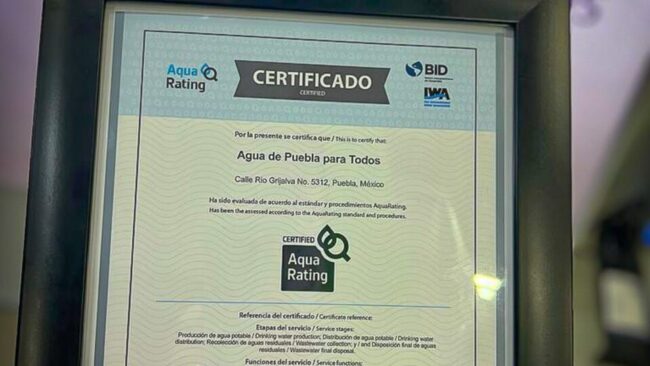 Aqua
Rating
CERTIFICADO
CERTIFIED
BID
IWA
Por la presente se certifica que / This is to certify that:
Agua de Puebla para Todos
Calle Río Grijalva No. 5312, Puebla, México
Ha sido evaluada de acuerdo al estándar y procedimientos AquaRating.
Has been the assessed according to the AquaRating standard and procedures.
CERTIFIED
Aqua
Rating
Referencia del certificado / Certificate reference:
Etapas del servicio / Service stages:
Producción de agua potable / Drinking water production; Distribución de agua potable / Drinking water
distribution; Recolección de aguas residuales / Wastewater collection; y / and Disposición final de aguas
residuales / Wastewater final disposal.
Funciones del servicio / Service functions: